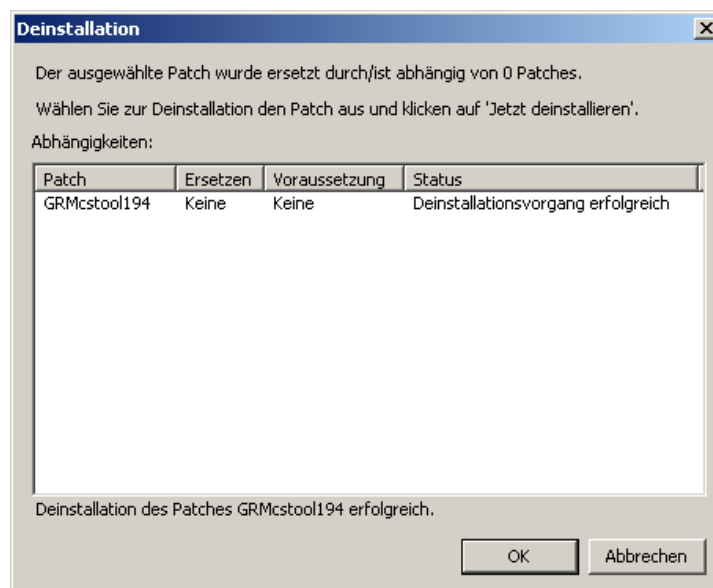 Deinstallation
Der ausgewählte Patch wurde ersetzt durch/ist abhängig von 0 Patches.
Wählen Sie zur Deinstallation den Patch aus und klicken auf 'Jetzt deinstallieren'.
Abhängigkeiten:
Patch Ersetzen Voraussetzung Status
GRMcstool194 Keine Keine Deinstallationsvorgang erfolgreich
Deinstallation des Patches GRMcstool194 erfolgreich.
OK Abbrechen